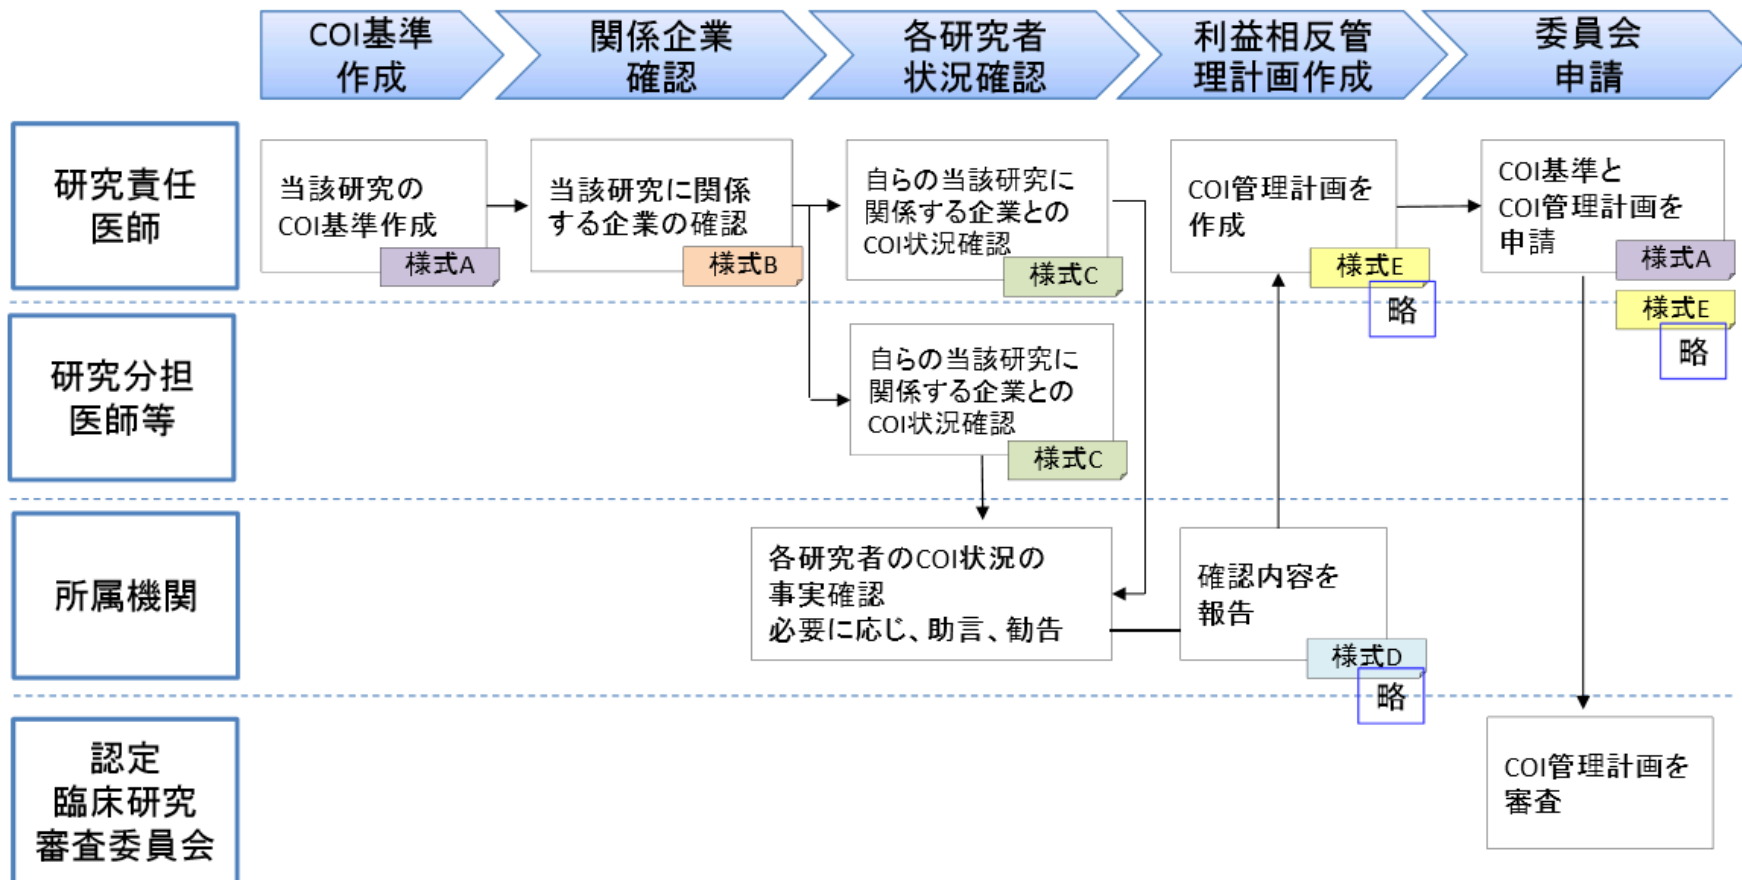 COI基準
作成
関係企業
確認
各研究者
状況確認
利益相反管
理計画作成
委員会
申請
研究責任
医師
当該研究の
COI基準作成
様式A
当該研究に関係
する企業の確認
様式B
自らの当該研究に
関係する企業との
COI状況確認
様式C
COI管理計画を
作成
様式E
略
COI基準と
COI管理計画を
申請
様式A
様式E
略
研究分担
医師等
自らの当該研究に
関係する企業との
COI状況確認
様式C
所属機関
各研究者のCOI状況の
事実確認
必要に応じ、助言、勧告
確認内容を
報告
様式D
略
認定
臨床研究
審査委員会
COI管理計画を
審査